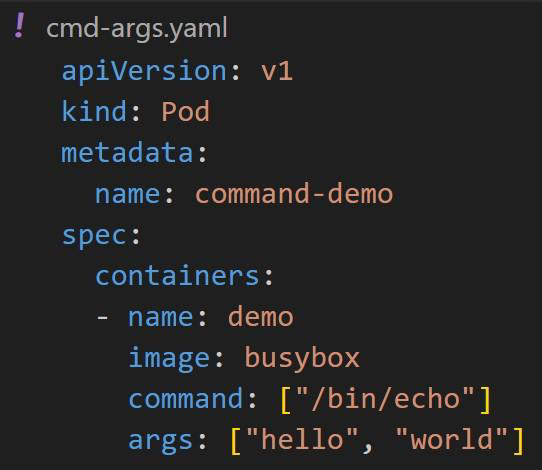 ! cmd-args.yaml
apiVersion: v1
kind: Pod
metadata:
  name: command-demo
spec:
  containers:
  - name: demo
    image: busybox
    command: ["/bin/echo"]
    args: ["hello", "world"]